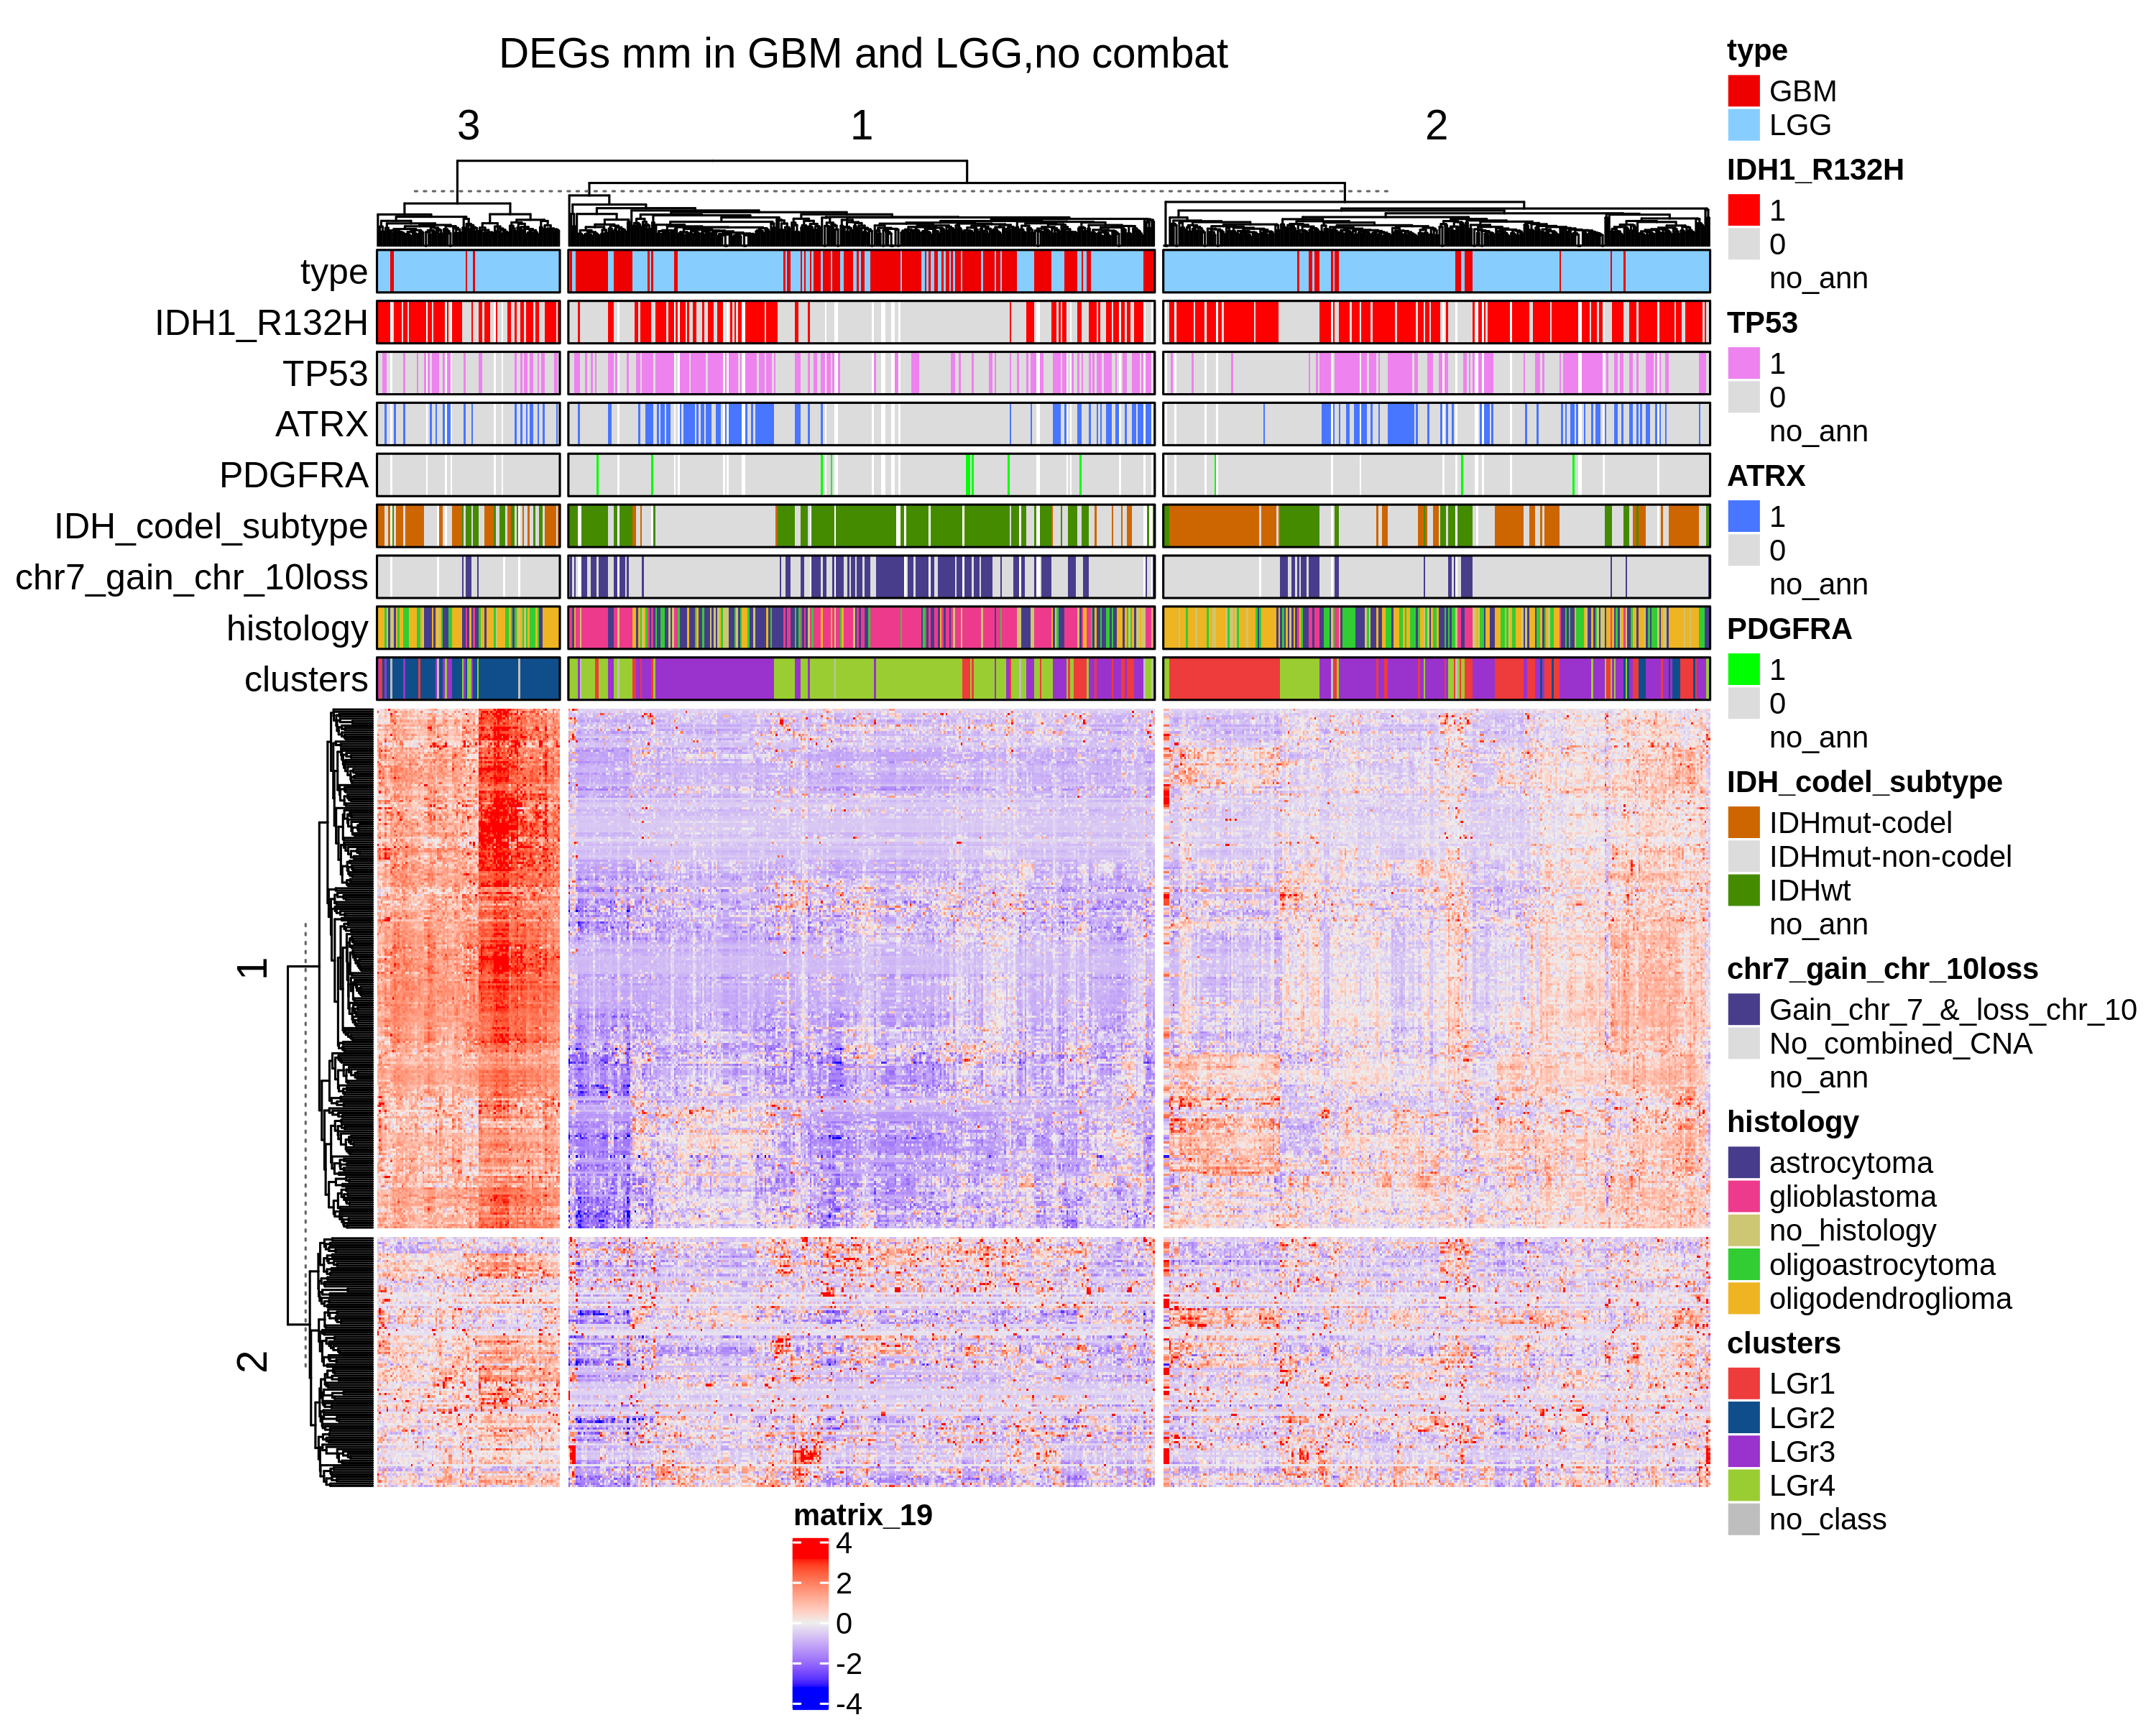 DEGs mm in GBM and LGG,no combat
3 1 2
type
IDH1_R132H
TP53
ATRX
PDGFRA
IDH_codel_subtype
chr7_gain_chr_10loss
histology
clusters
1
2
matrix_19
4
2
0
-2
-4
type
GBM
LGG
IDH1_R132H
1
0
no_ann
TP53
1
0
no_ann
ATRX
1
0
no_ann
PDGFRA
1
0
no_ann
IDH_codel_subtype
IDHmut-codel
IDHmut-non-codel
IDHwt
no_ann
chr7_gain_chr_10loss
Gain_chr_7_&_loss_chr_10
No_combined_CNA
no_ann
histology
astrocytoma
glioblastoma
no_histology
oligoastrocytoma
oligodendroglioma
clusters
LGr1
LGr2
LGr3
LGr4
no_class